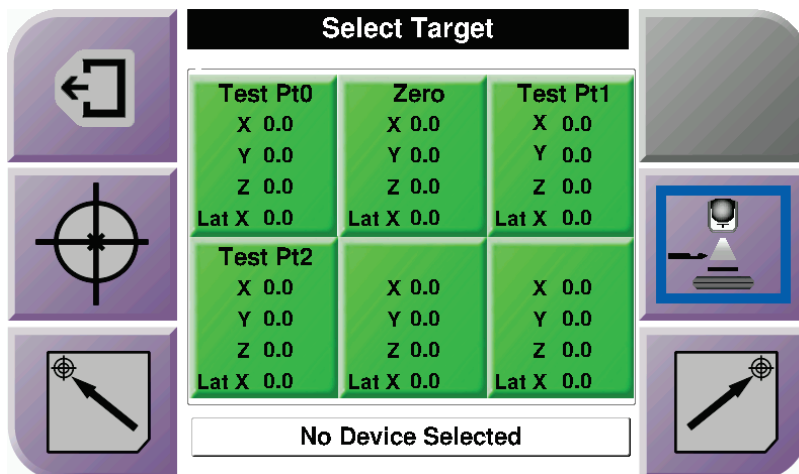 Select Target
Test Pt0 Zero Test Pt1
X 0.0 X 0.0 X 0.0
Y 0.0 Y 0.0 Y 0.0
Z 0.0 Z 0.0 Z 0.0
Lat X 0.0 Lat X 0.0 Lat X 0.0
Test Pt2
X 0.0 X 0.0 X 0.0
Y 0.0 Y 0.0 Y 0.0
Z 0.0 Z 0.0 Z 0.0
Lat X 0.0 Lat X 0.0 Lat X 0.0
No Device Selected